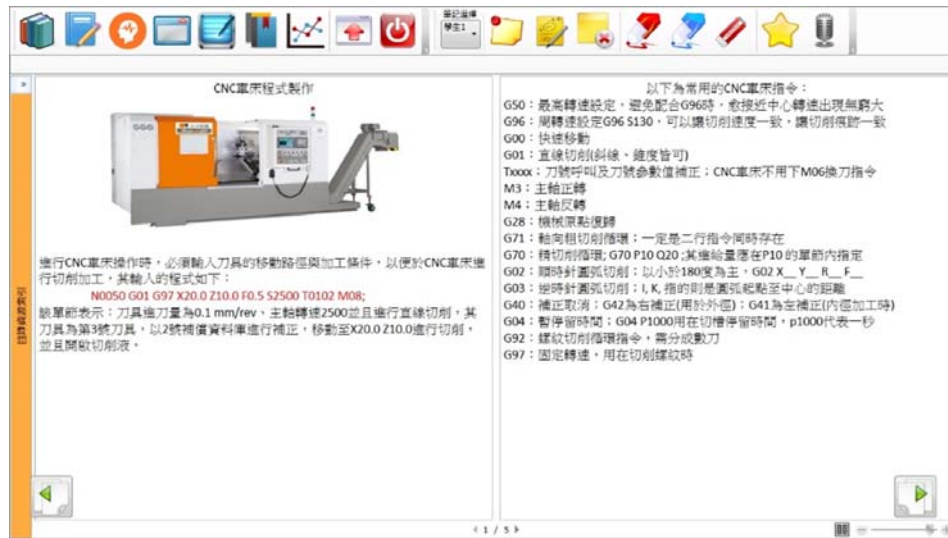 筆記選擇
學生1
»
CNC車床程式製作
進行CNC車床操作時，必須輸入刀具的移動路徑與加工條件，以便於CNC車床進
行切削加工，其輸入的程式如下：
N0050 G01 G97 X20.0 Z10.0 F0.5 S2500 T0102 M08;
該單節表示：刀具進刀量為0.1 mm/rev、主軸轉速2500並且進行直線切削，其
刀具為第3號刀具，以2號補償資料庫進行補正，移動至X20.0 Z10.0進行切削，
並且開啟切削液。
以下為常用的CNC車床指令：
G50：最高轉速設定，避免配合G96時，愈接近中心轉速出現無窮大
G96：周轉速設定G96 S130，可以讓切削速度一致，讓切削痕跡一致
G00：快速移動
G01：直線切削(斜線、錐度皆可)
Txxxx：刀號呼叫及刀號參數值補正；CNC車床不用下M06換刀指令
M3：主軸正轉
M4：主軸反轉
G28：機械原點復歸
G71：軸向粗切削循環；一定是二行指令同時存在
G70：精切削循環; G70 P10 Q20 ;其進給量應在P10 的單節內指定
G02：順時針圓弧切削：以小於180度為主，G02 X__ Y__ R__ F__
G03：逆時針圓弧切削：I, K, 指的則是圓弧起點至中心的距離
G40：補正取消；G42為右補正(用於外徑)；G41為左補正(內徑加工時)
G04：暫停留時間；G04 P1000用在切槽停留時間，p1000代表一秒
G92：螺紋切削循環指令，需分成數刀
G97：固定轉速，用在切削螺紋時
1 / 5